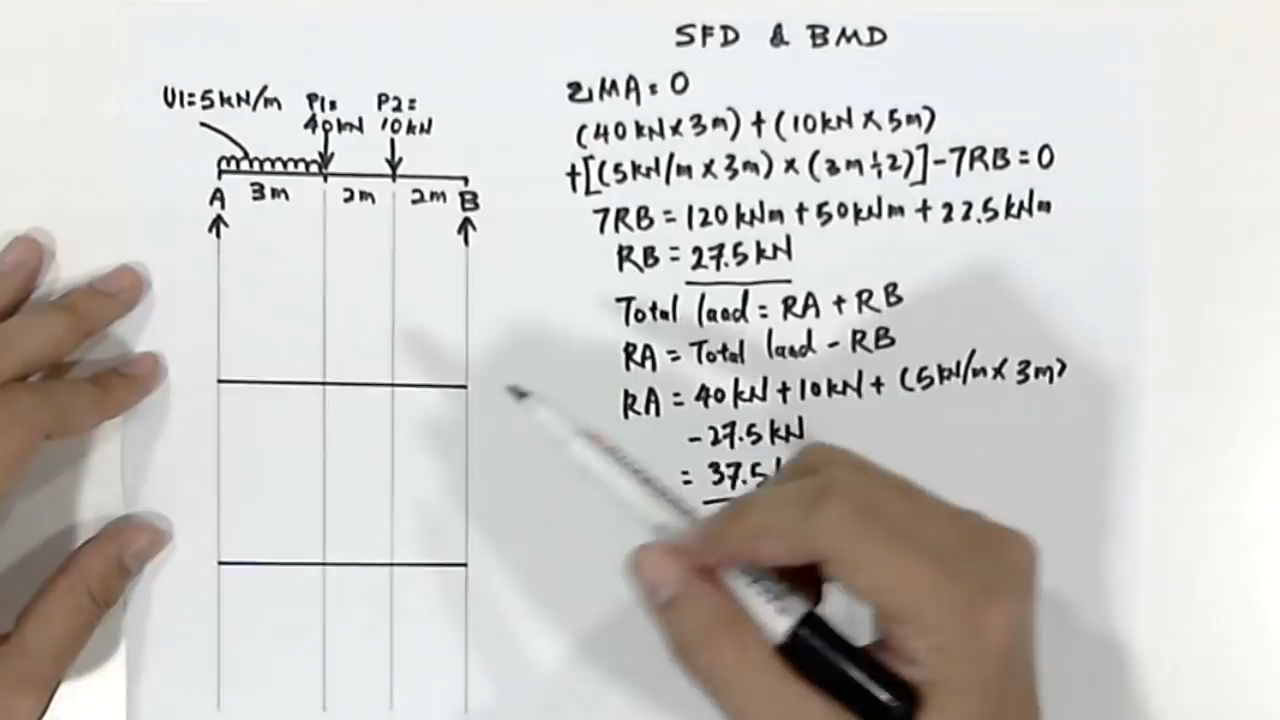 SFD & BMD
U1=5kN/m
P1=
40kN
P2=
10kN
3m
2m
2m
A
B
ΣMA=0
(40kN×3m)+(10kN×5m)
+[(5kN/m×3m)×(3m÷2)]-7RB=0
7RB=120kNm+50kNm+22.5kNm
RB=27.5kN
Total load=RA+RB
RA=Total load-RB
RA=40kN+10kN+(5kN/m×3m)
-27.5kN
=37.5